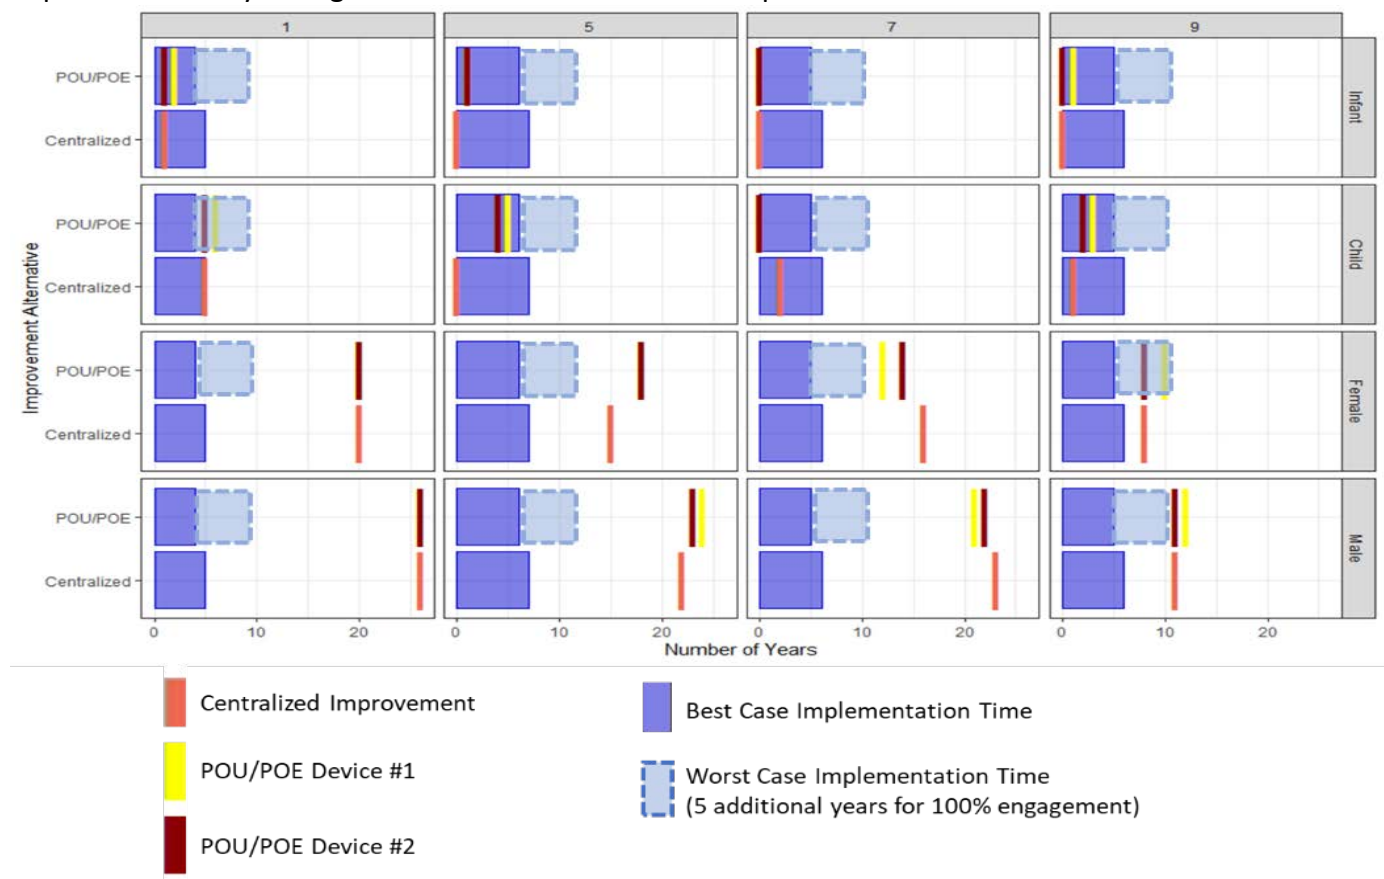 1 5 7 9
POU/POE
Centralized
Infant
POU/POE
Centralized
Child
POU/POE
Centralized
Female
POU/POE
Centralized
Male
Improvement Alternative
0 10 20 0 10 20 0 10 20 0 10 20
Number of Years
Centralized Improvement
POU/POE Device #1
POU/POE Device #2
Best Case Implementation Time
Worst Case Implementation Time
(5 additional years for 100% engagement)